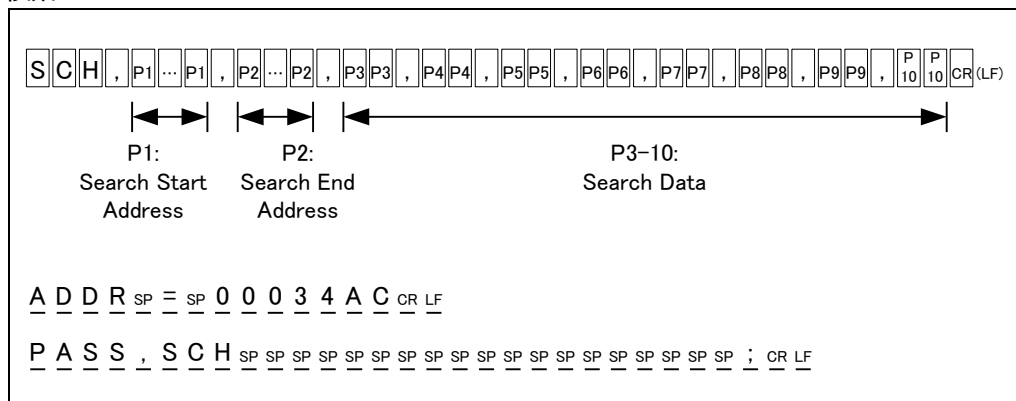 S C H , P1 … P1 , P2 … P2 , P3 P3 , P4 P4 , P5 P5 , P6 P6 , P7 P7 , P8 P8 , P9 P9 , P10 P10 CR (LF)
P1:
Search Start
Address
P2:
Search End
Address
P3-10:
Search Data
A D D R SP = SP 0 0 0 3 4 A C CR LF
P A S S , S C H SP SP SP SP SP SP SP SP SP SP SP SP SP SP SP SP SP SP SP ; CR LF